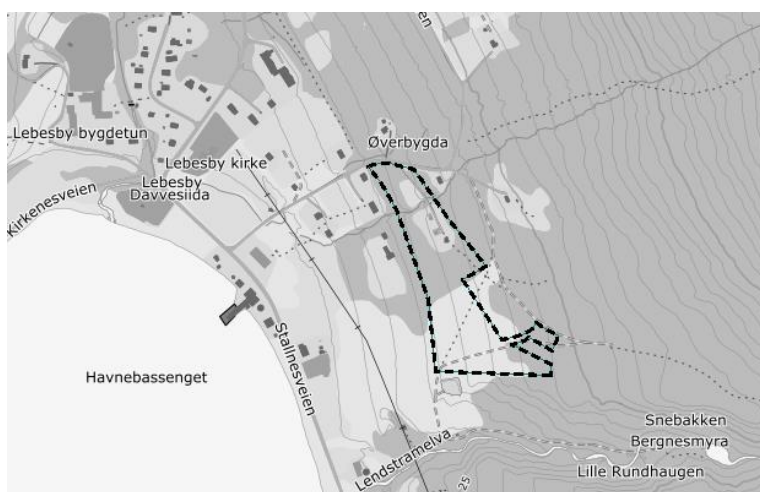 Øverbygda
Lebesby bygdetun
Lebesby kirke
Lebesby
Davvesiida
Kirkenesveien
Stallnesveien
Havnebassenget
Snebakken
Bergnesmyra
Lendstramelva
Lille Rundhaugen
25